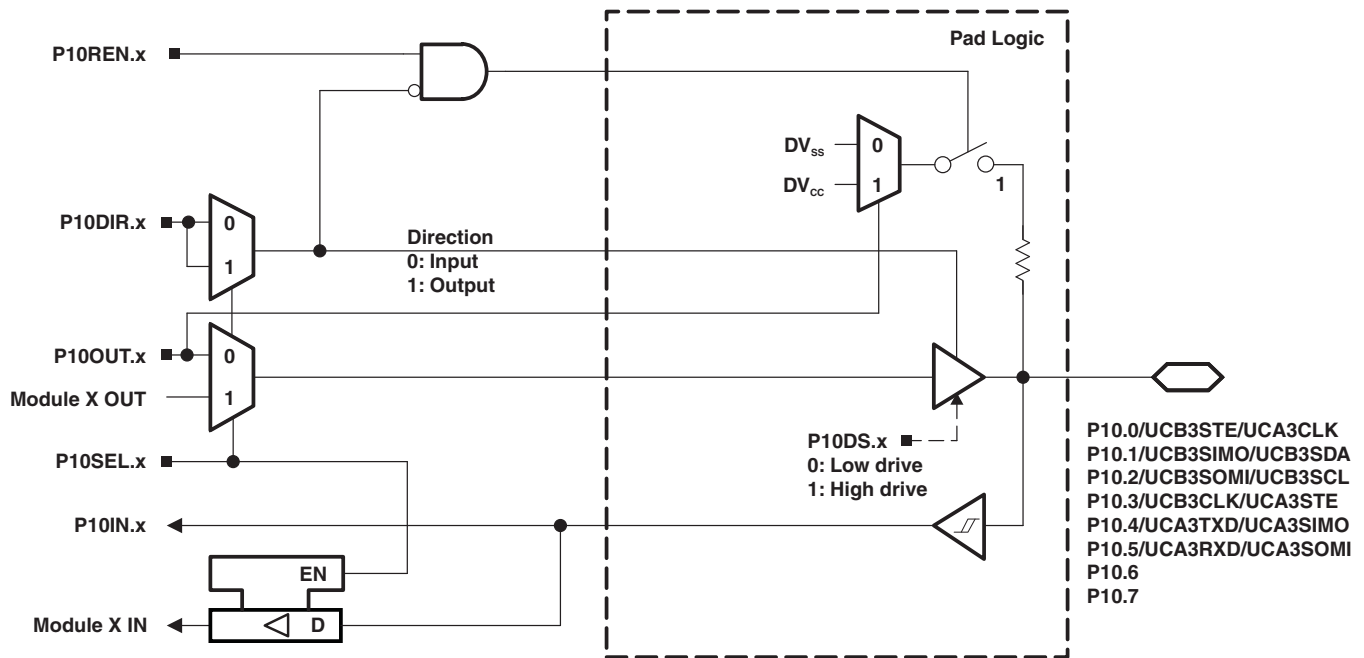 Pad Logic
P10REN.x
DVss
0
DVcc
1
1
P10DIR.x
0
1
Direction
0: Input
1: Output
P10OUT.x
0
Module X OUT
1
P10DS.x
0: Low drive
1: High drive
P10SEL.x
P10IN.x
EN
Module X IN
D
P10.0/UCB3STE/UCA3CLK
P10.1/UCB3SIMO/UCB3SDA
P10.2/UCB3SOMI/UCB3SCL
P10.3/UCB3CLK/UCA3STE
P10.4/UCA3TXD/UCA3SIMO
P10.5/UCA3RXD/UCA3SOMI
P10.6
P10.7